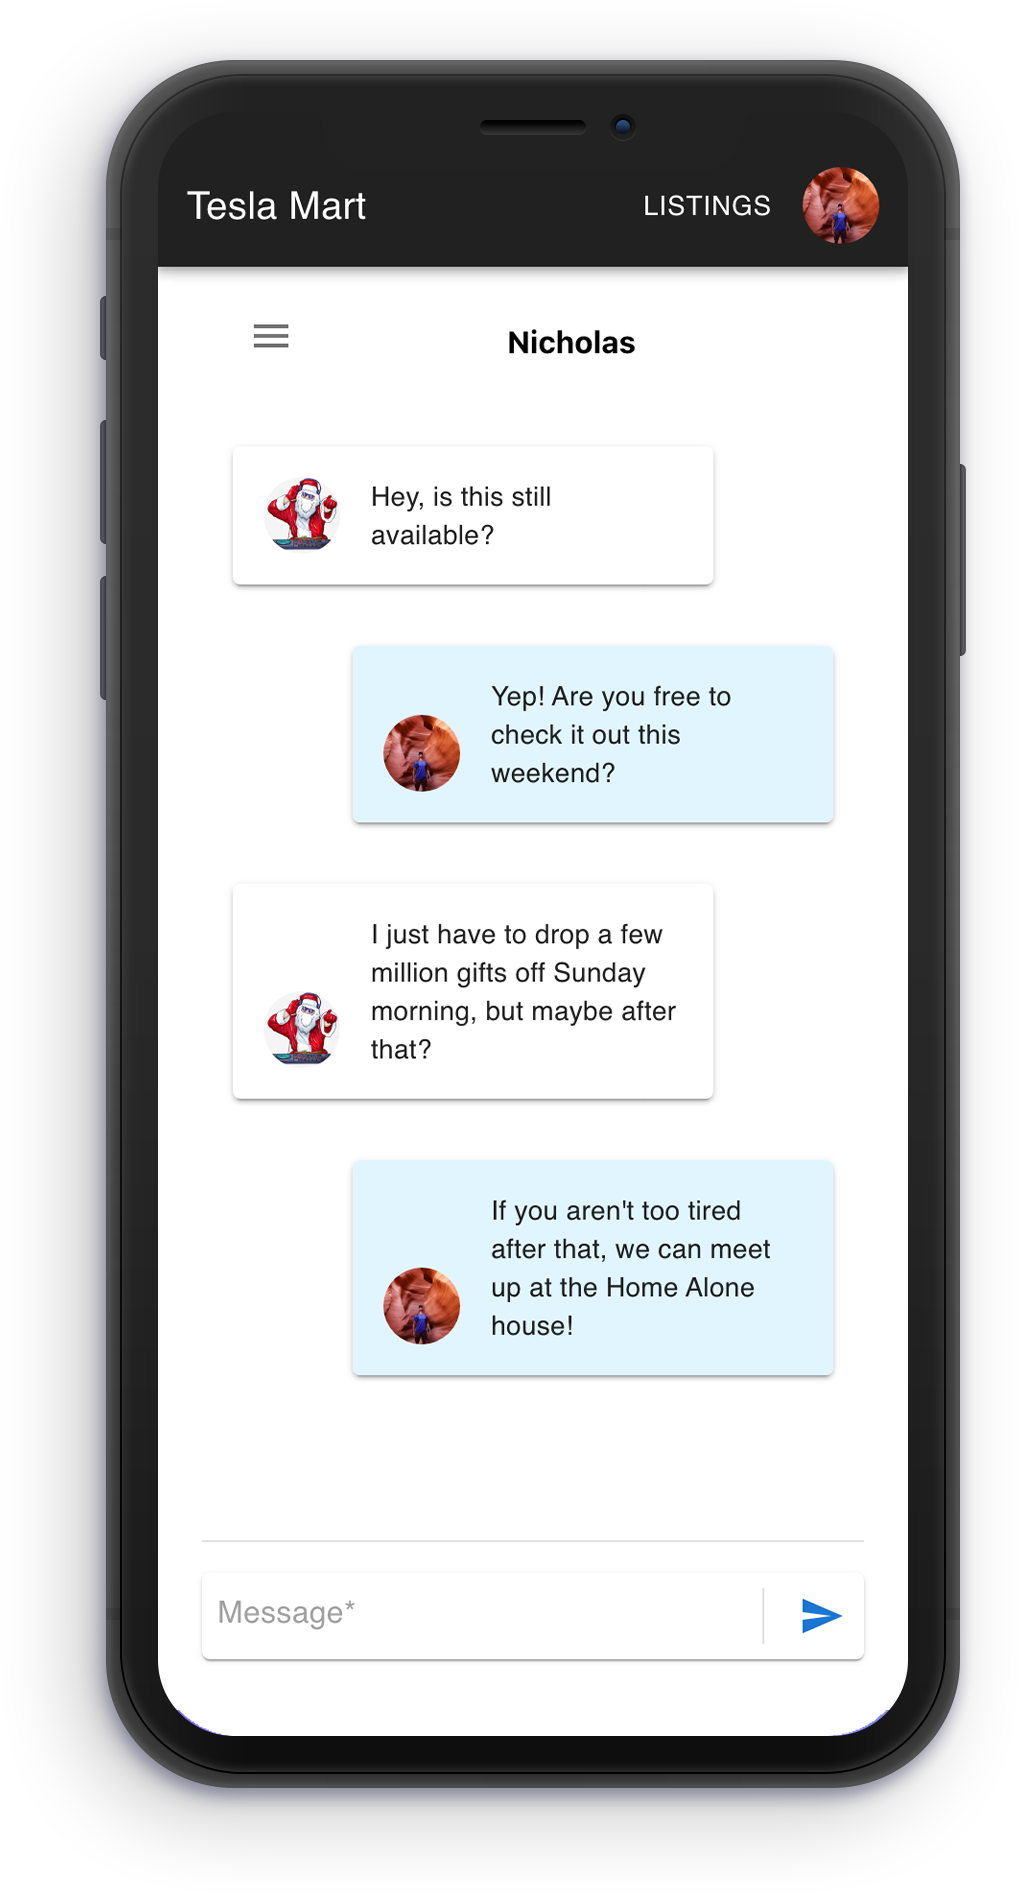 Tesla Mart LISTINGS
Nicholas
Hey, is this still
available?
Yep! Are you free to
check it out this
weekend?
I just have to drop a few
million gifts off Sunday
morning, but maybe after
that?
If you aren't too tired
after that, we can meet
up at the Home Alone
house!
Message*